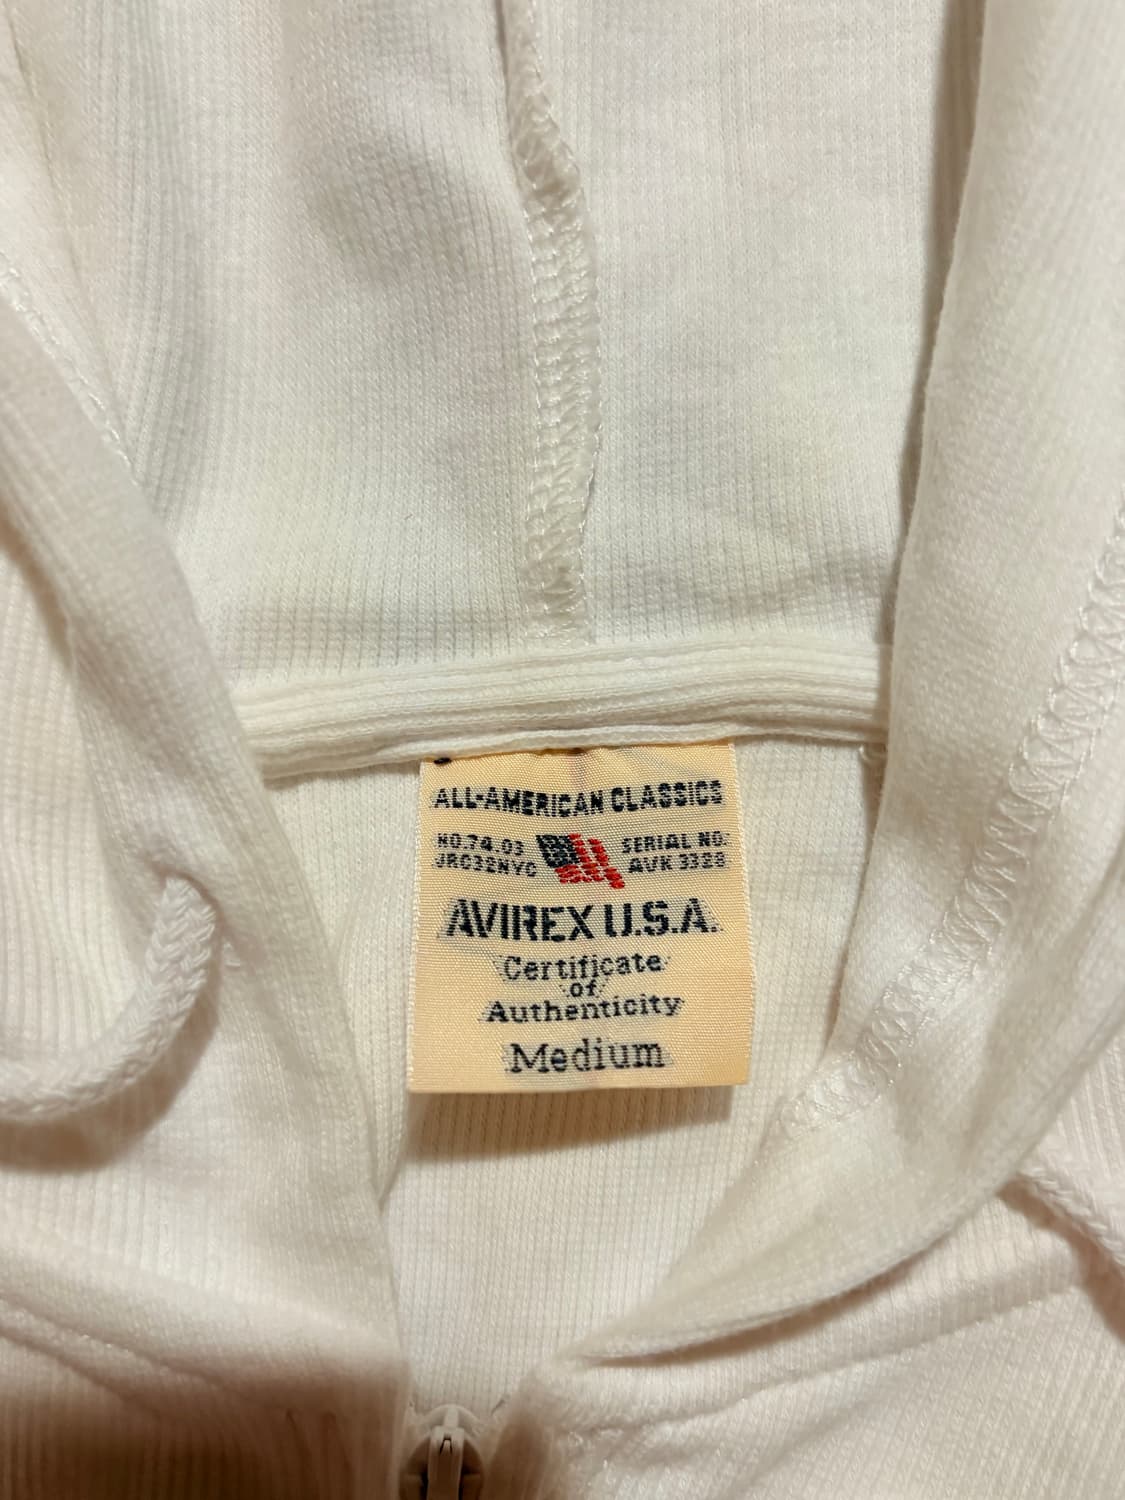 ALL-AMERICAN CLASSICS
NO.74.03 SERIAL NO:
JRC32NYC AVK 3328
AVIREX U.S.A.
Certificate
of
Authenticity
Medium